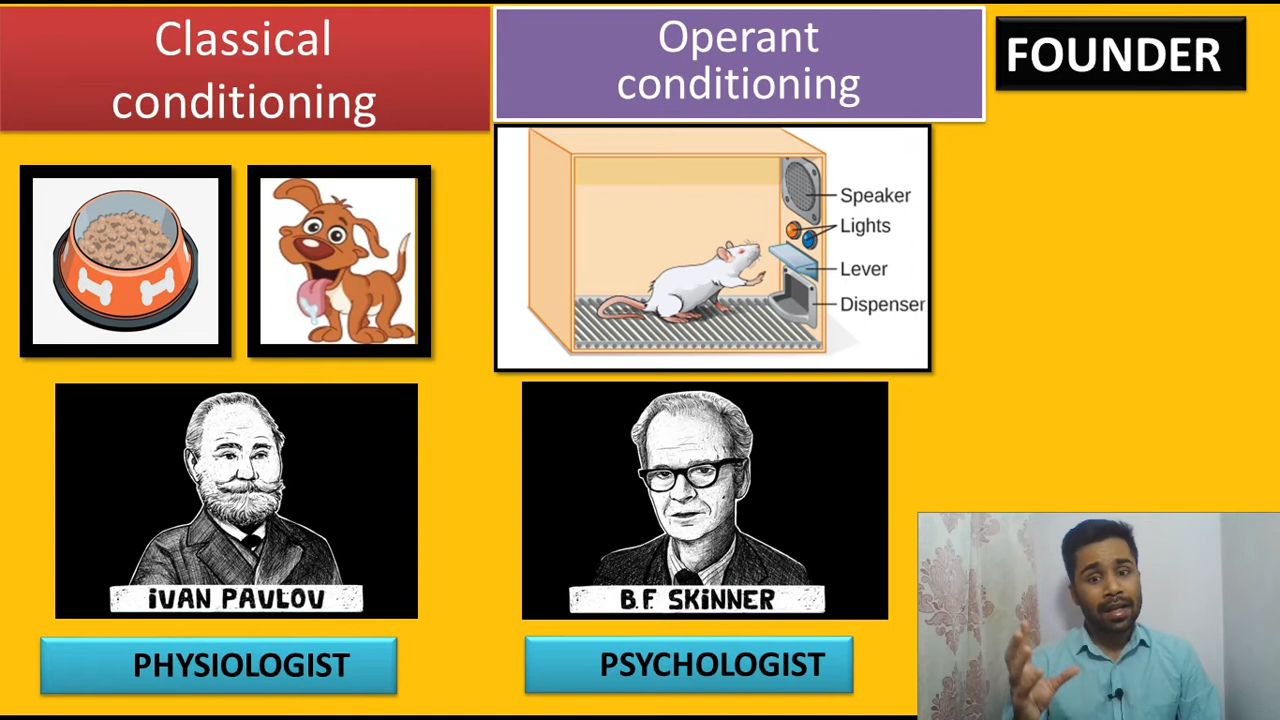 Classical
conditioning
Operant
conditioning
FOUNDER
Speaker
Lights
Lever
Dispenser
IVAN PAVLOV
B.F. SKINNER
PHYSIOLOGIST
PSYCHOLOGIST